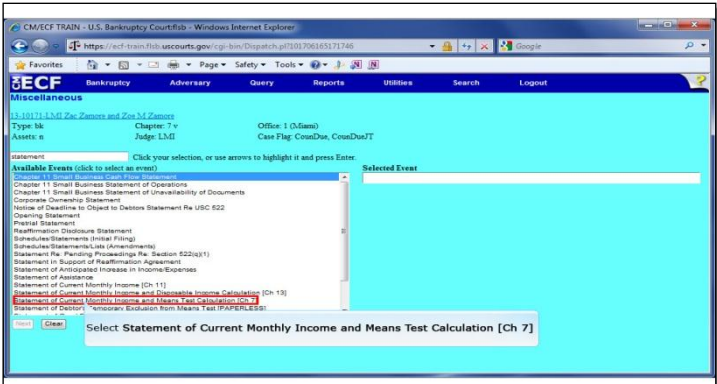 CM/ECF TRAIN - U.S. Bankruptcy Court:flsb - Windows Internet Explorer
https://ecf-train.flsb.uscourts.gov/cgi-bin/Dispatch.pl?101706165171746
Google
Favorites Page Safety Tools
ECF Bankruptcy Adversary Query Reports Utilities Search Logout ?
Miscellaneous
13-10171-LMI Zac Zamora and Zoe M Zamora
Type: bk Chapter: 7 v Office: 1 (Miami)
Assets: n Judge: LMI Case Flag: CounDue, CounDueJT
statement Click your selection, or use arrows to highlight it and press Enter.
Available Events (click to select an event) Selected Event
Chapter 11 Small Business Cash Flow Statement
Chapter 11 Small Business Statement of Operations
Chapter 11 Small Business Statement of Unavailability of Documents
Corporate Ownership Statement
Notice of Deadline to Object to Debtors Statement Re USC 522
Opening Statement
Pretrial Statement
Reaffirmation Disclosure Statement
Schedules/Statements (Initial Filing)
Schedules/Statements/Lists (Amendments)
Statement Re: Pending Proceedings Re: Section 522(q)(1)
Statement in Support of Reaffirmation Agreement
Statement of Anticipated Increase in Income/Expenses
Statement of Assistance
Statement of Current Monthly Income [Ch 11]
Statement of Current Monthly Income and Disposable Income Calculation [Ch 13]
Statement of Current Monthly Income and Means Test Calculation [Ch 7]
Statement of Debtor's Temporary Exclusion from Means Test [PAPERLESS]
Next Clear
Select Statement of Current Monthly Income and Means Test Calculation [Ch 7]